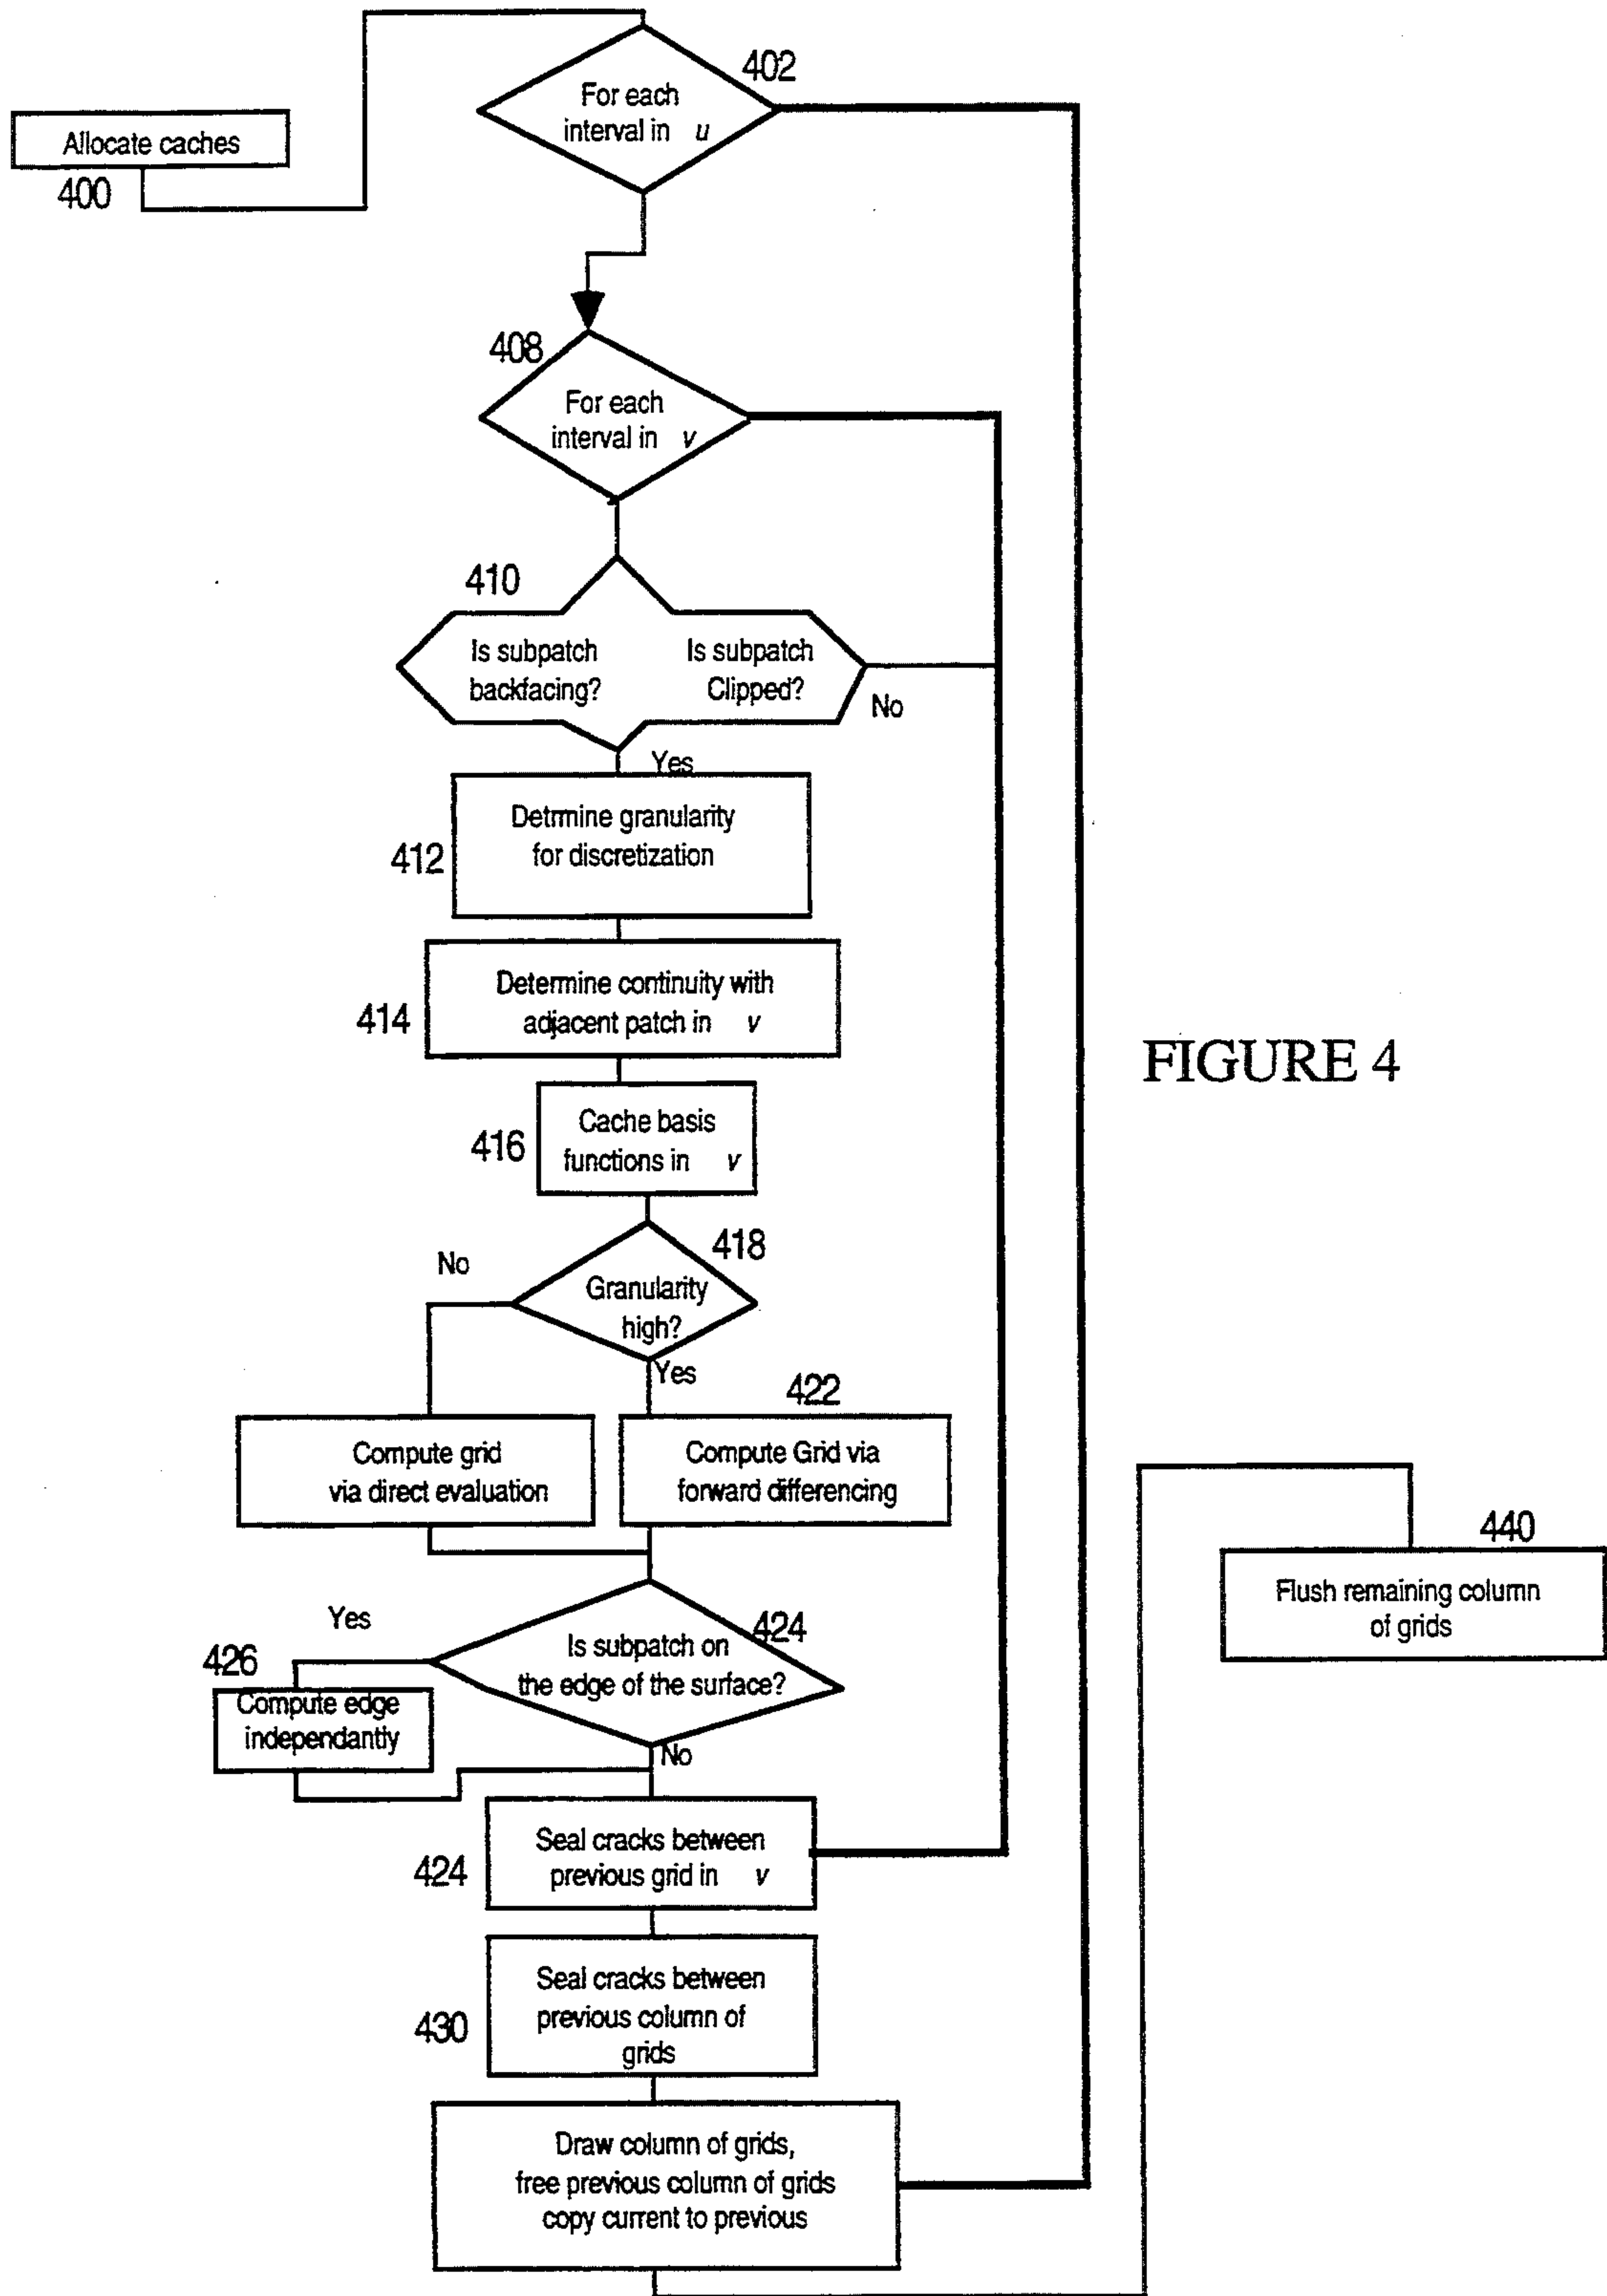 402
For each
interval in u
Allocate caches
400
408
For each
interval in v
410
Is subpatch
backfacing?
Is subpatch
Clipped?
No
Yes
Detrmine granularity
for discretization
412
Determine continuity with
adjacent patch in v
414
FIGURE 4
Cache basis
functions in v
416
418
No
Granularity
high?
Yes
422
Compute grid
via direct evaluation
Compute Grid via
forward differencing
440
Flush remaining column
of grids
Yes
424
Is subpatch on
the edge of the surface?
426
Compute edge
independantly
No
Seal cracks between
previous grid in v
424
Seal cracks between
previous column of
grids
430
Draw column of grids,
free previous column of grids
copy current to previous